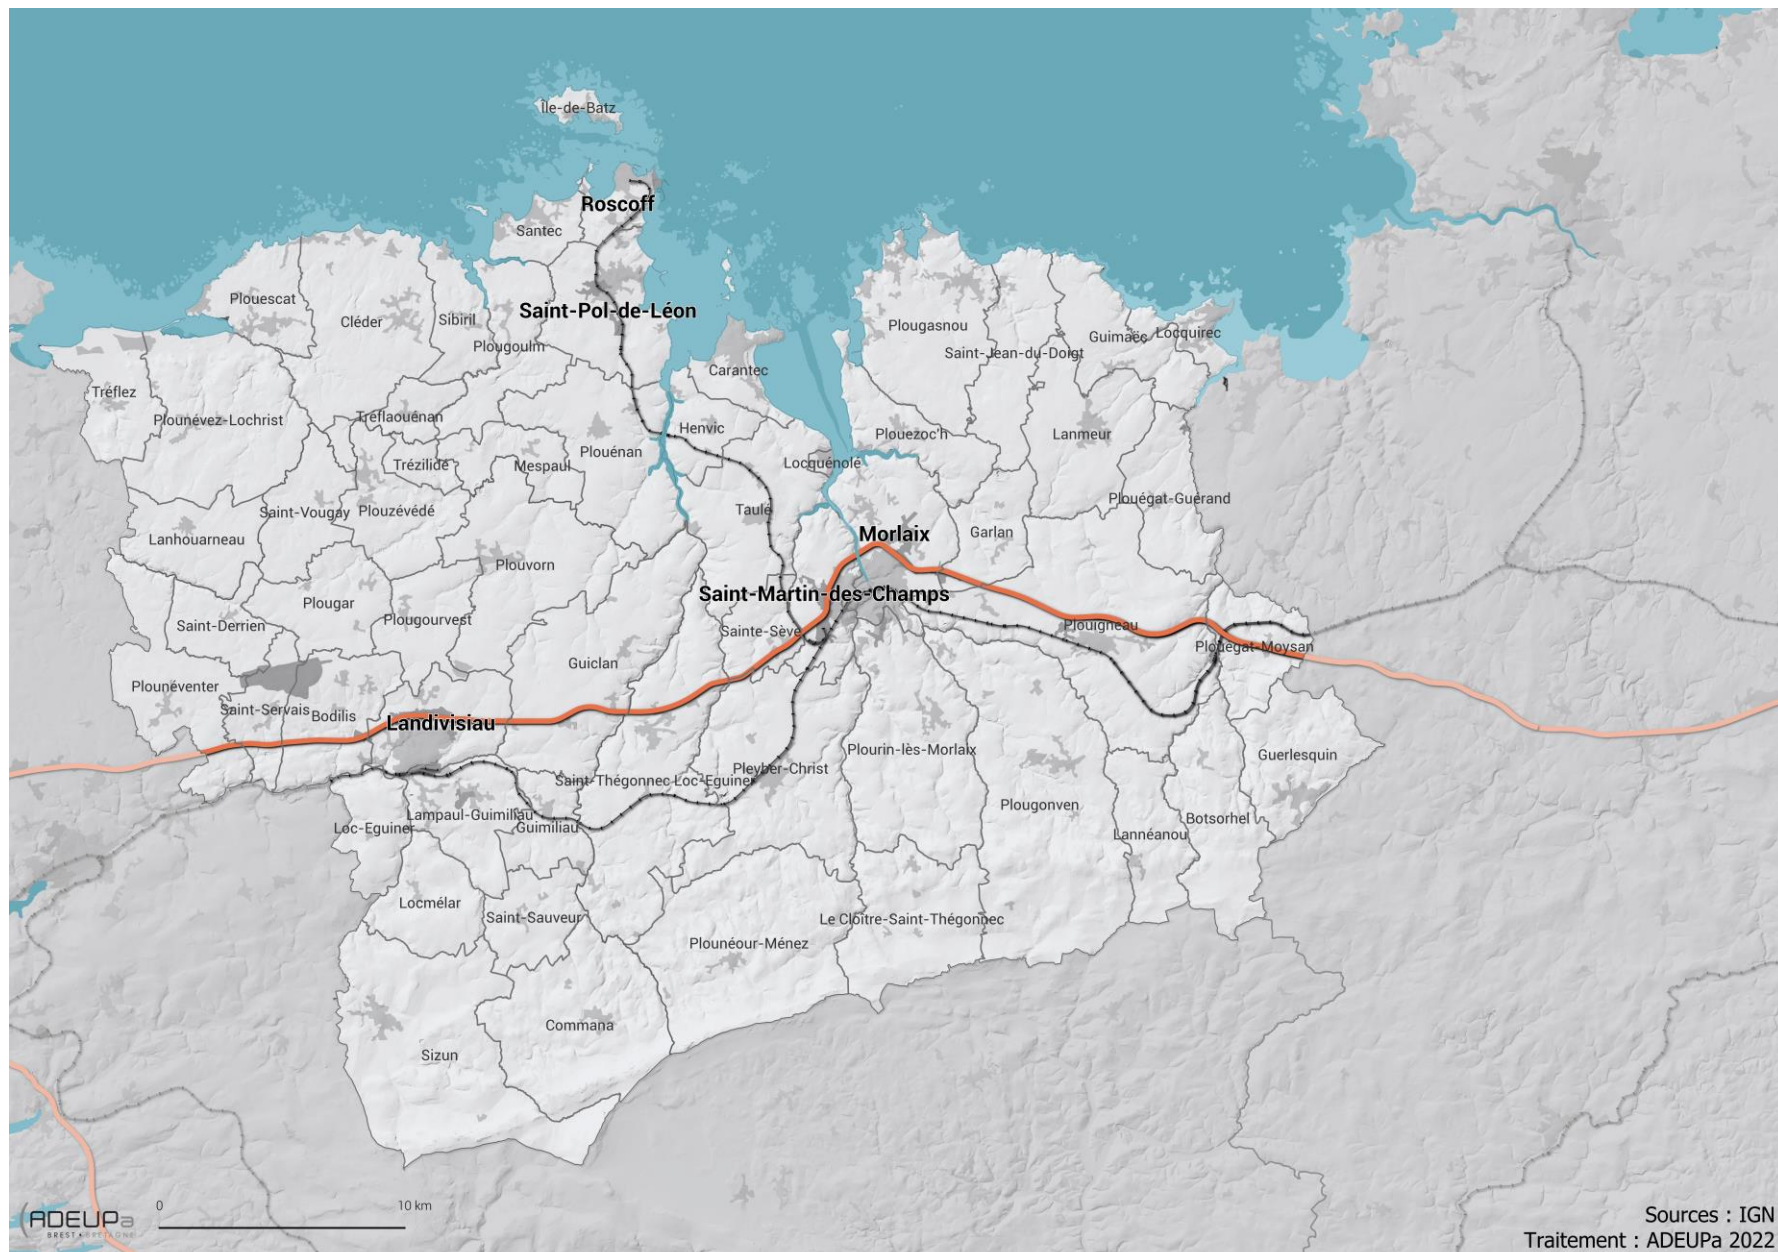 Île-de-Batz
Roscoff
Santec
Plouescat
Cléder
Sibiril
Saint-Pol-de-Léon
Plougoulm
Plougasnou
Guimaëc
Locquirec
Saint-Jean-du-Doigt
Carantec
Tréflez
Plounévez-Lochrist
Tréflaouénan
Henvic
Plouezoc'h
Lanmeur
Plouénan
Trézilidé
Mespaul
Locquénolé
Plouégat-Guérand
Saint-Vougay
Plouzévédé
Taulé
Lanhouarneau
Morlaix
Garlan
Plouvorn
Saint-Martin-des-Champs
Plougar
Saint-Derrien
Plougourvest
Sainte-Sève
Plouigneau
Plouégat-Moysan
Guiclan
Plounéventer
Saint-Servais
Bodilis
Landivisiau
Plourin-lès-Morlaix
Guerlesquin
Pleyber-Christ
Saint-Thégonnec Loc-Eguiner
Plougonven
Lampaul-Guimiliau
Guimiliau
Loc-Eguiner
Botsorhel
Lannéanou
Locmélar
Saint-Sauveur
Le Cloître-Saint-Thégonnec
Plounéour-Ménez
Commana
Sizun
0
10 km
ADEUPa
BREST • BRETAGNE
Sources : IGN
Traitement : ADEUPa 2022